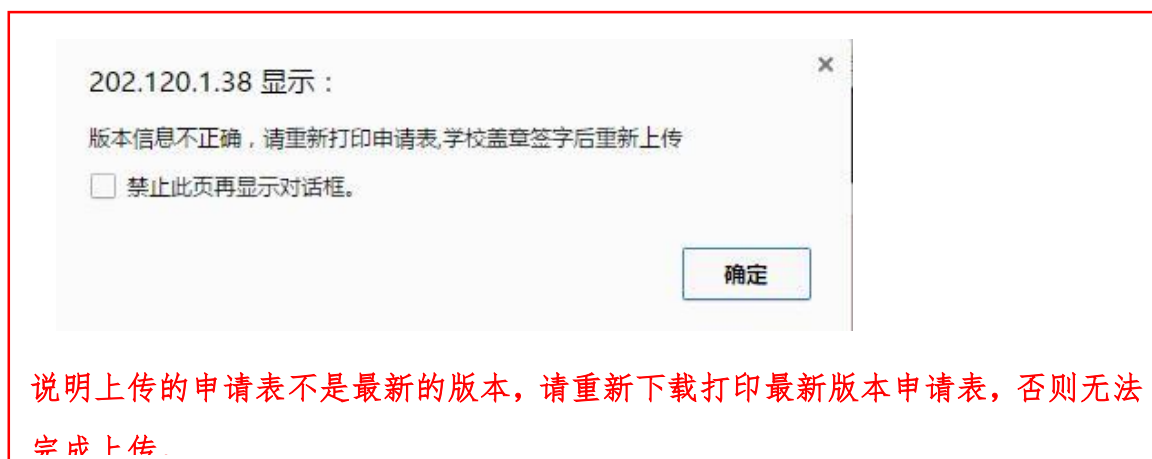 202.120.1.38 显示：
版本信息不正确，请重新打印申请表,学校盖章签字后重新上传
禁止此页再显示对话框。
确定
说明上传的申请表不是最新的版本，请重新下载打印最新版本申请表，否则无法
完成上传。